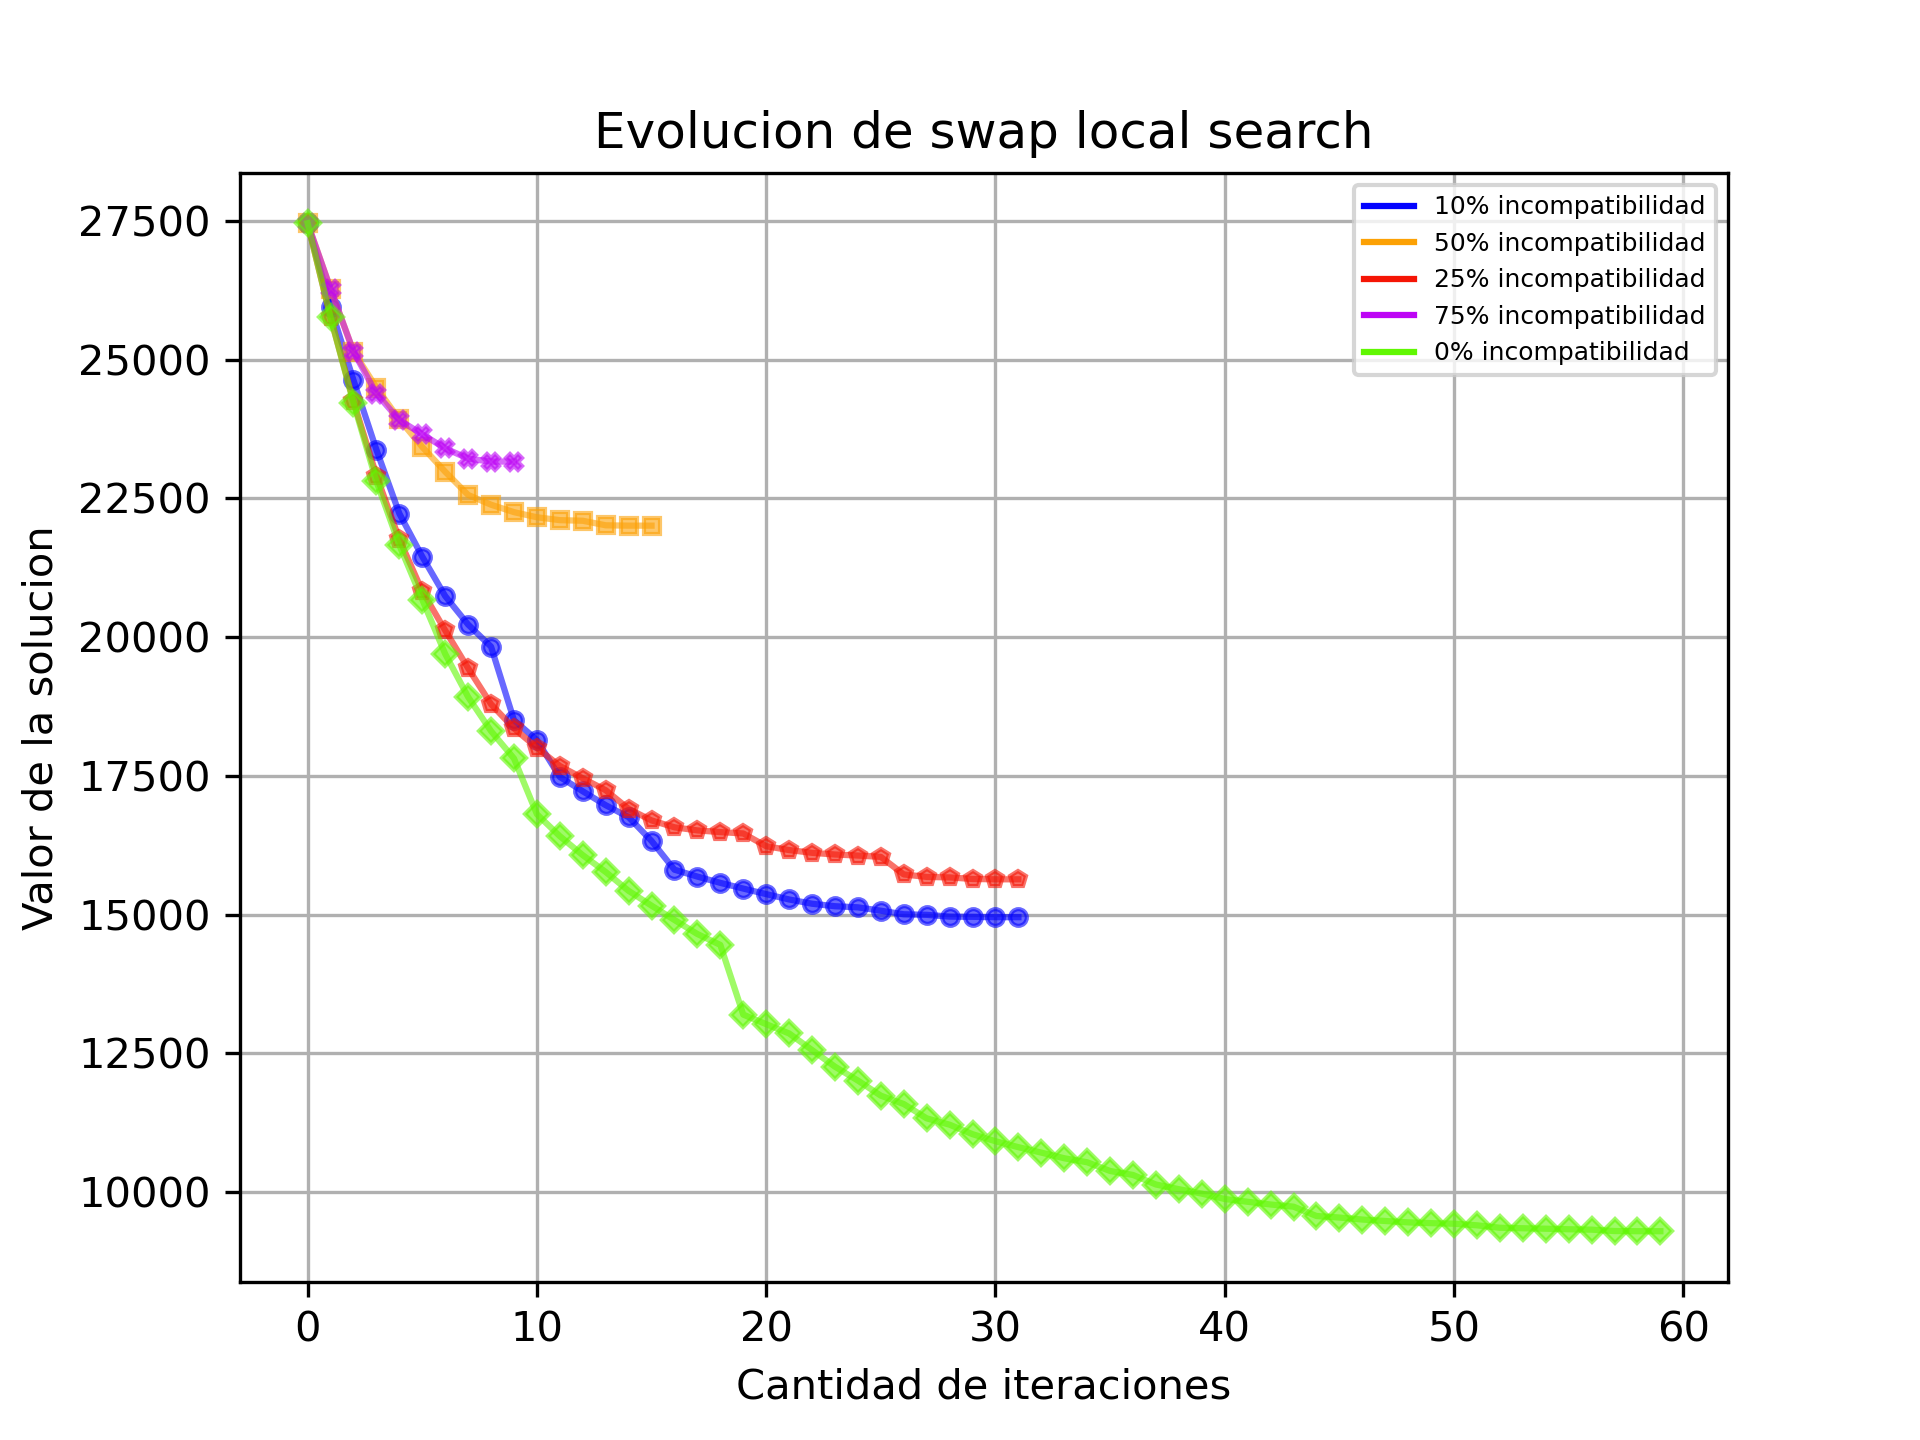 Evolucion de swap local search
10% incompatibilidad
50% incompatibilidad
25% incompatibilidad
75% incompatibilidad
0% incompatibilidad
Valor de la solucion
27500
25000
22500
20000
17500
15000
12500
10000
0 10 20 30 40 50 60
Cantidad de iteraciones